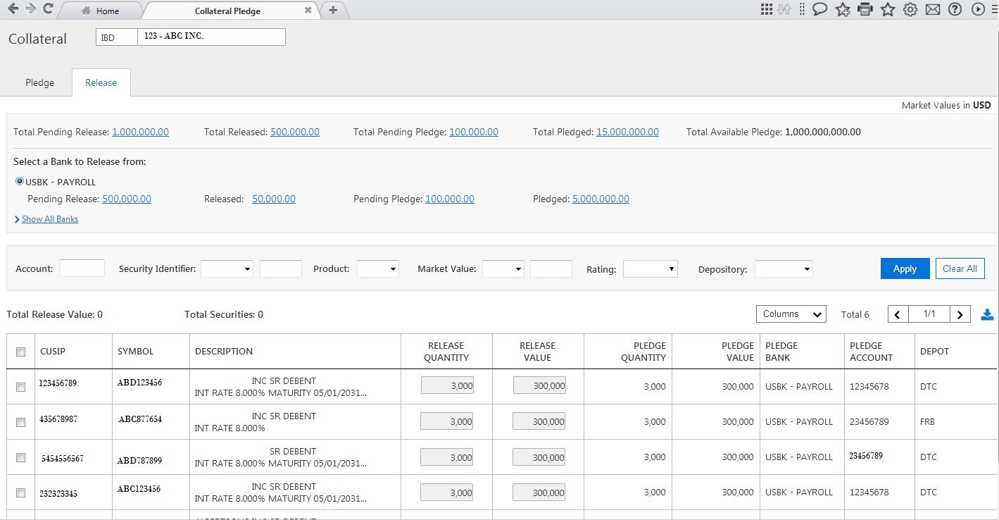 Home
Collateral Pledge
Collateral
IBD
123 - ABC INC.
Pledge
Release
Market Values in USD
Total Pending Release: 1,000,000.00 Total Released: 500,000.00 Total Pending Pledge: 100,000.00 Total Pledged: 15,000,000.00 Total Available Pledge: 1,000,000,000.00
Select a Bank to Release from:
USBK - PAYROLL
Pending Release: 500,000.00 Released: 50,000.00 Pending Pledge: 100,000.00 Pledged: 5,000,000.00
Show All Banks
Account: Security Identifier: Product: Market Value: Rating: Depository: Apply Clear All
Total Release Value: 0 Total Securities: 0 Columns Total 6 1/1
CUSIP SYMBOL DESCRIPTION RELEASE QUANTITY RELEASE VALUE PLEDGE QUANTITY PLEDGE VALUE PLEDGE BANK PLEDGE ACCOUNT DEPOT
123456789 ABD123456 INC SR DEBENT
INT RATE 8.000% MATURITY 05/01/2031... 3,000 300,000 3,000 300,000 USBK - PAYROLL 12345678 DTC
435678987 ABC877654 INC SR DEBENT
INT RATE 8.000% 3,000 300,000 3,000 300,000 USBK - PAYROLL 23456789 FRB
5454556567 ABD787899 SR DEBENT
INT RATE 8.000% MATURITY 05/01/2031... 3,000 300,000 3,000 300,000 USBK - PAYROLL 23456789 DTC
232323345 ABC123456 INC SR DEBENT
INT RATE 8.000% MATURITY 05/01/2031... 3,000 300,000 3,000 300,000 USBK - PAYROLL 12345678 DTC